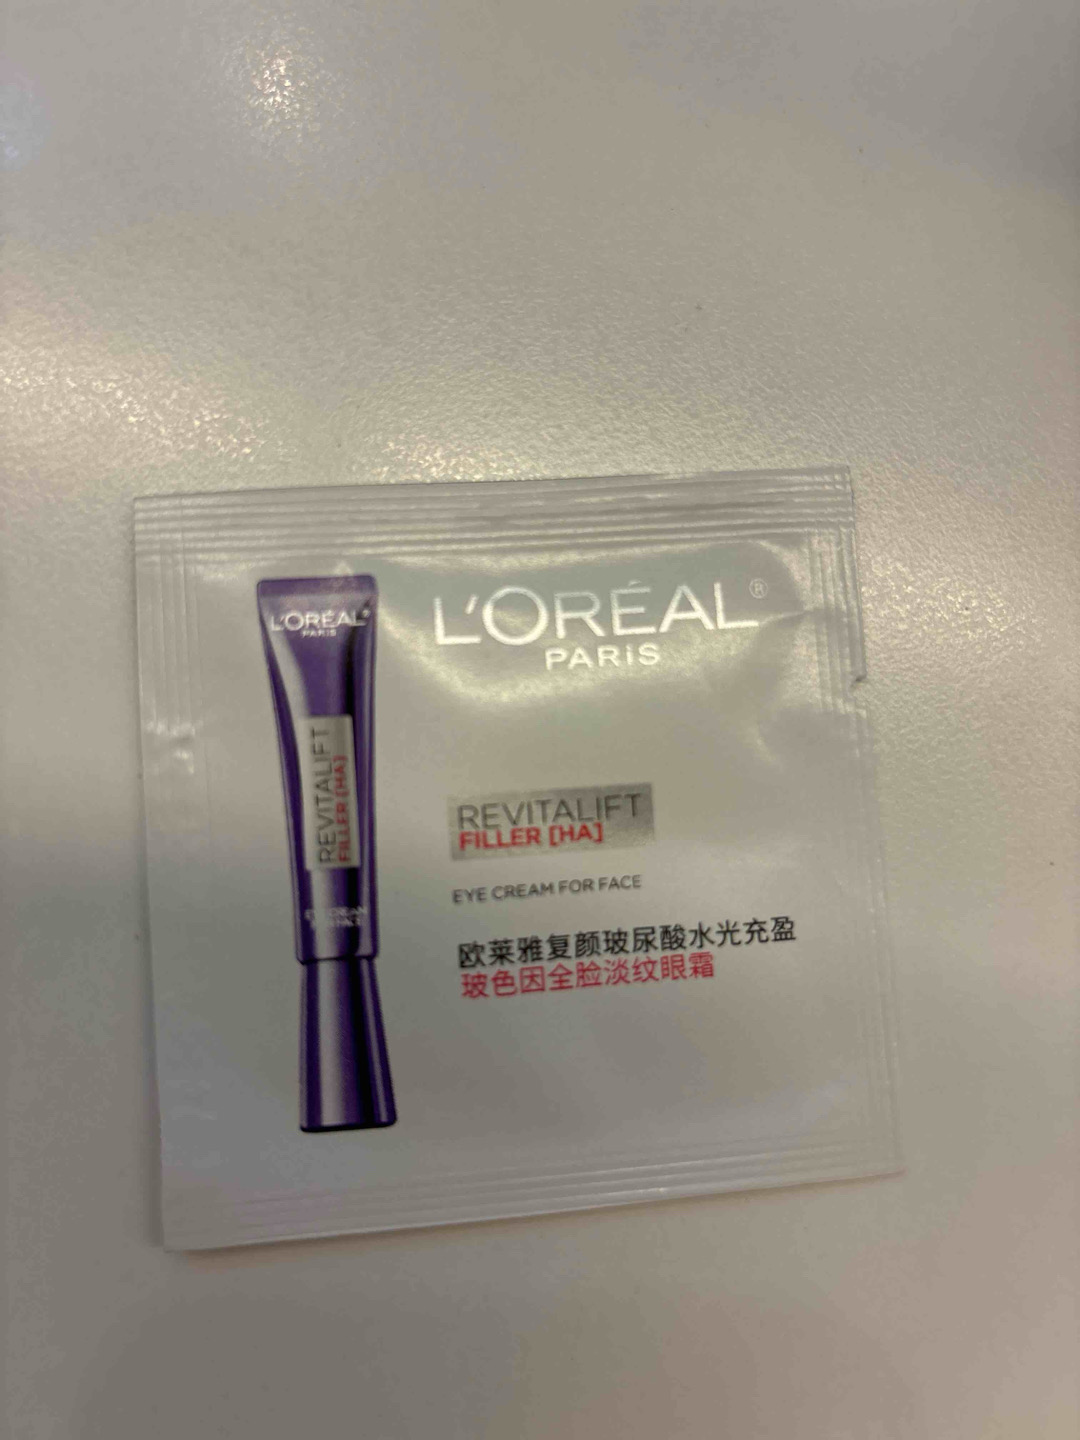 L'ORÉAL®
PARIS
REVITALIFT
FILLER [HA]
L'ORÉAL®
PARIS
REVITALIFT
FILLER [HA]
EYE CREAM FOR FACE
欧莱雅复颜玻尿酸水光充盈
玻色因全脸淡纹眼霜